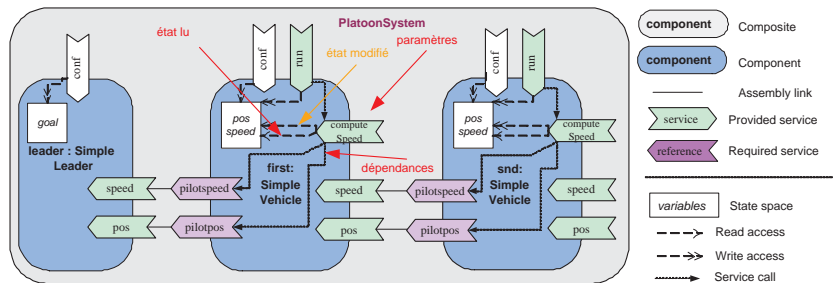 PlatoonSystem
état lu
paramètres
état modifié
conf
conf
run
conf
run
goal
pos
speed
pos
speed
compute
Speed
compute
Speed
leader : Simple
Leader
first:
Simple
Vehicle
dépendances
snd:
Simple
Vehicle
speed
pilotspeed
speed
pilotspeed
speed
pos
pilotpos
pos
pilotpos
pos
component
Composite
component
Component
Assembly link
service
Provided service
reference
Required service
variables
State space
Read access
Write access
Service call